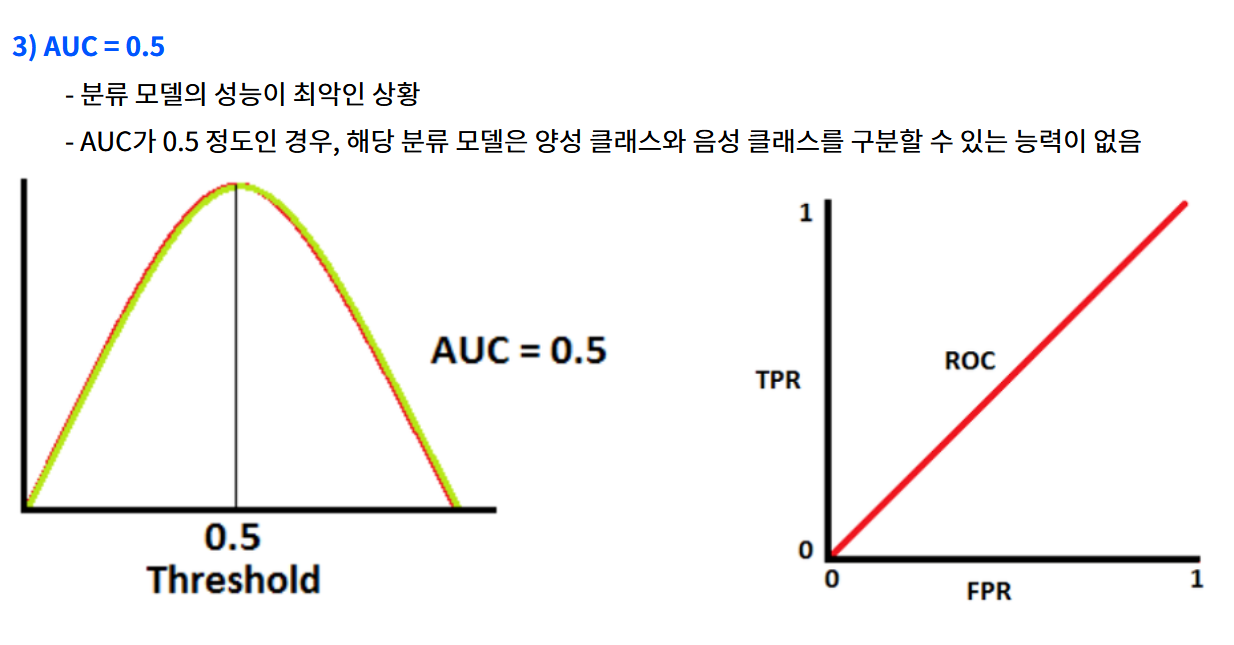 3) AUC = 0.5
- 분류 모델의 성능이 최악인 상황
- AUC가 0.5 정도인 경우, 해당 분류 모델은 양성 클래스와 음성 클래스를 구분할 수 있는 능력이 없음
AUC = 0.5
0.5
Threshold
1
TPR
ROC
0
0
1
FPR